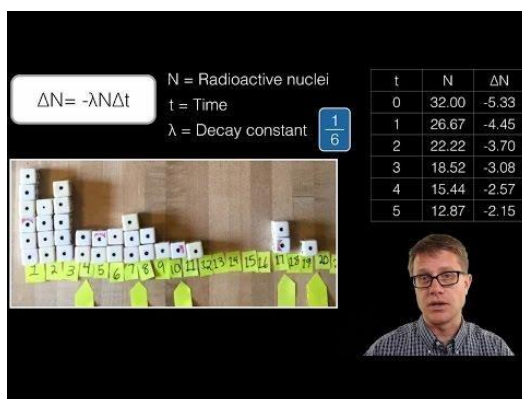 ΔN= -λNΔt
N = Radioactive nuclei
t = Time
λ = Decay constant
1
6
t N ΔN
0 32.00 -5.33
1 26.67 -4.45
2 22.22 -3.70
3 18.52 -3.08
4 15.44 -2.57
5 12.87 -2.15
1 2 3 4 5 6 7 8 9 10 11 12 13 14 15 16 17 18 19 20